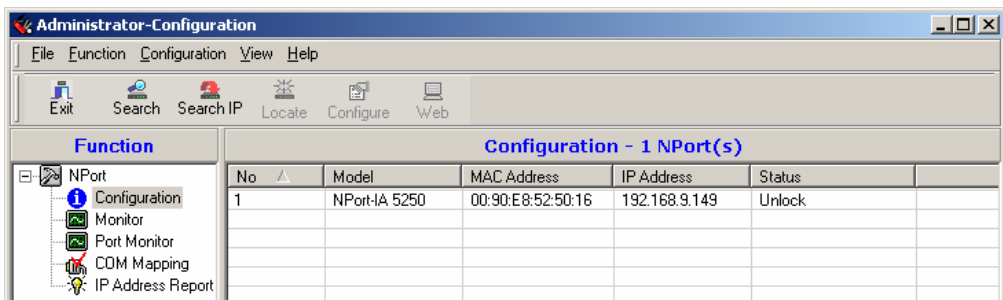 Administrator-Configuration
File Function Configuration View Help
Exit Search Search IP Locate Configure Web
Function
Configuration - 1 NPort(s)
NPort
Configuration
Monitor
Port Monitor
COM Mapping
IP Address Report
No Model MAC Address IP Address Status
1 NPort-IA 5250 00:90:E8:52:50:16 192.168.9.149 Unlock